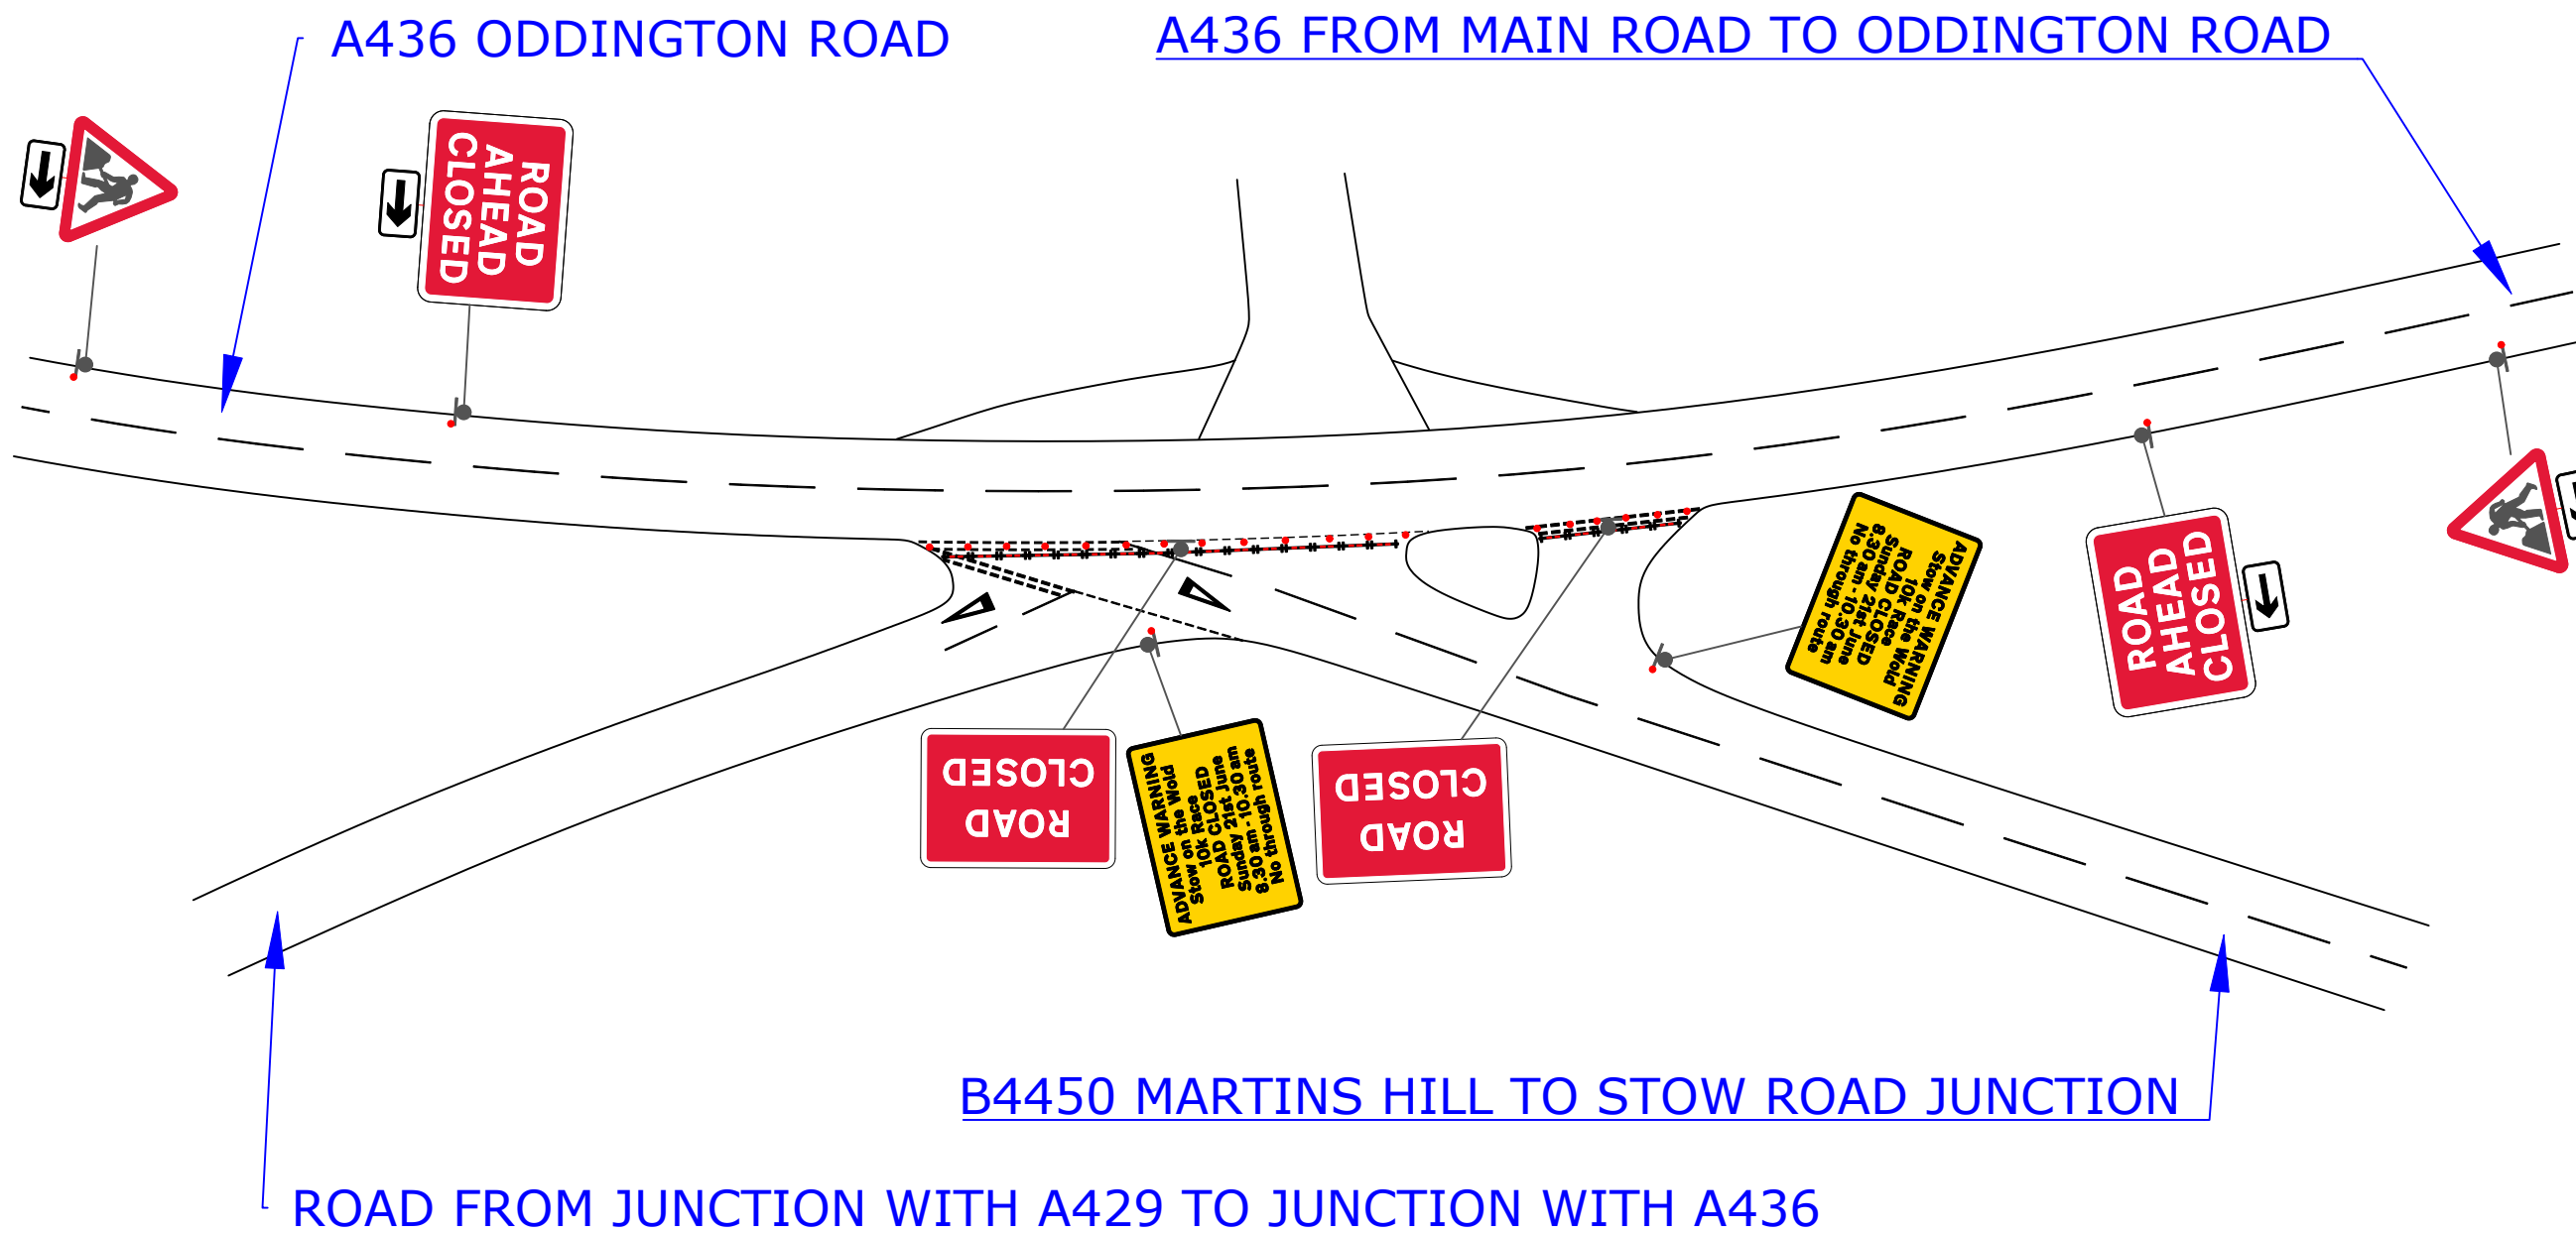 A436 ODDINGTON ROAD
A436 FROM MAIN ROAD TO ODDINGTON ROAD
ROAD
AHEAD
CLOSED
ADVANCE WARNING
Stow on the Wold
10k Race
ROAD CLOSED
Sunday 21st June
8.30 am - 10.30 am
No through route
ROAD
AHEAD
CLOSED
ROAD
CLOSED
ADVANCE WARNING
Stow on the Wold
10k Race
ROAD CLOSED
Sunday 21st June
8.30 am - 10.30 am
No through route
ROAD
CLOSED
B4450 MARTINS HILL TO STOW ROAD JUNCTION
ROAD FROM JUNCTION WITH A429 TO JUNCTION WITH A436